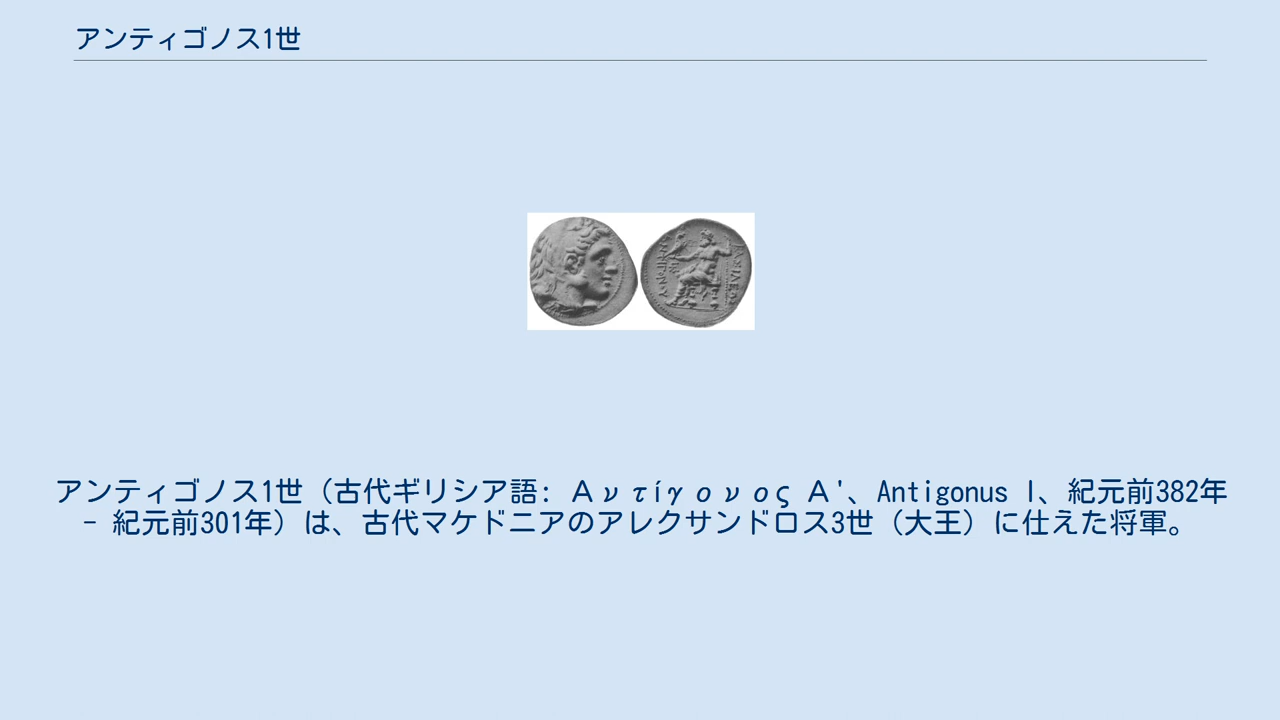 アンティゴノス1世
アンティゴノス1世（古代ギリシア語: Αντίγονος Α'、Antigonus I、紀元前382年
- 紀元前301年）は、古代マケドニアのアレクサンドロス3世（大王）に仕えた将軍。